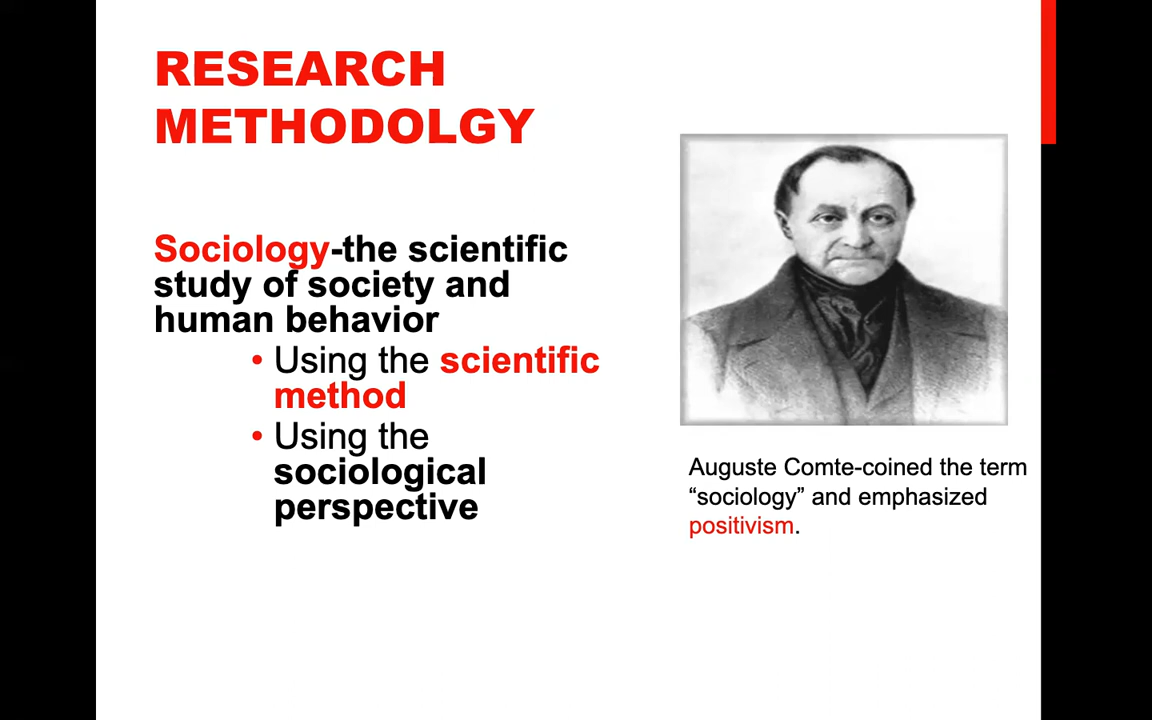 RESEARCH
METHODOLGY
Sociology-the scientific
study of society and
human behavior
• Using the scientific
method
• Using the
sociological
perspective
Auguste Comte-coined the term
“sociology” and emphasized
positivism.